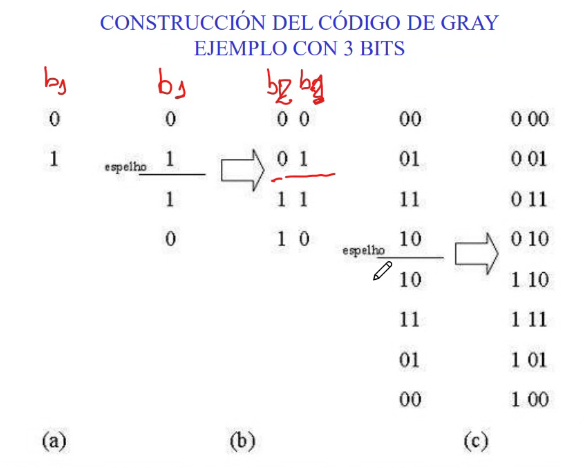 CONSTRUCCIÓN DEL CÓDIGO DE GRAY
EJEMPLO CON 3 BITS
b1 b1 b2 b1
0 0 0 0 00 0 00
1 espelho 1 0 1 01 0 01
1 1 1 11 0 11
0 1 0 espelho 10 0 10
10 1 10
11 1 11
01 1 01
00 1 00
(a) (b) (c)